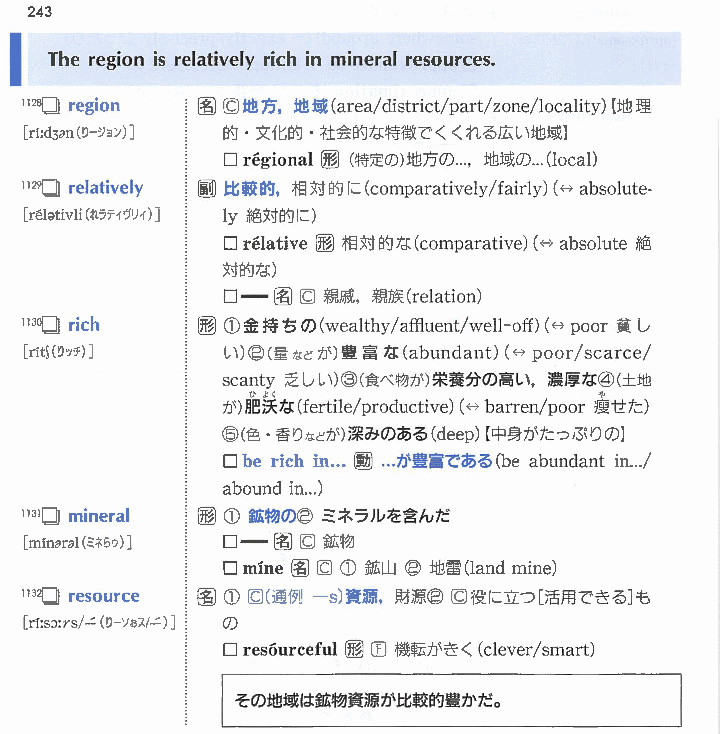 243
The region is relatively rich in mineral resources.
1128□ region
[ríːdʒən(リージョン)]
名 Ⓒ地方，地域(area/district/part/zone/locality)【地理
的・文化的・社会的な特徴でくくれる広い地域】
□ régional 形 (特定の)地方の…，地域の…(local)
1129□ relatively
[rélətivli(れラティヴリィ)]
副 比較的，相対的に(comparatively/fairly)(↔ absolute-
ly 絶対的に)
□ rélative 形 相対的な(comparative)(↔ absolute 絶
対的な)
□━ 名 Ⓒ 親戚，親族(relation)
1130□ rich
[rítʃ(リッチ)]
形 ①金持ちの(wealthy/affluent/well-off)(↔ poor 貧し
い)②(量などが)豊富な(abundant)(↔ poor/scarce/
scanty 乏しい)③(食べ物が)栄養分の高い，濃厚な④(土地
が)肥沃な(fertile/productive)(↔ barren/poor 瘦せた)
⑤(色・香りなどが)深みのある(deep)【中身がたっぷりの】
□ be rich in... 動 …が豊富である(be abundant in.../
abound in...)
1131□ mineral
[mínərəl(ミネらゥ)]
形 ① 鉱物の② ミネラルを含んだ
□━ 名 Ⓒ 鉱物
□ míne 名 Ⓒ ① 鉱山 ② 地雷(land mine)
1132□ resource
[ríːsɔːrs/─́(リーソぁス/─́)]
名 ① Ⓒ(通例 ―s)資源，財源② Ⓒ役に立つ[活用できる]も
の
□ resóurceful 形 Ⓕ 機転がきく(clever/smart)
その地域は鉱物資源が比較的豊かだ。